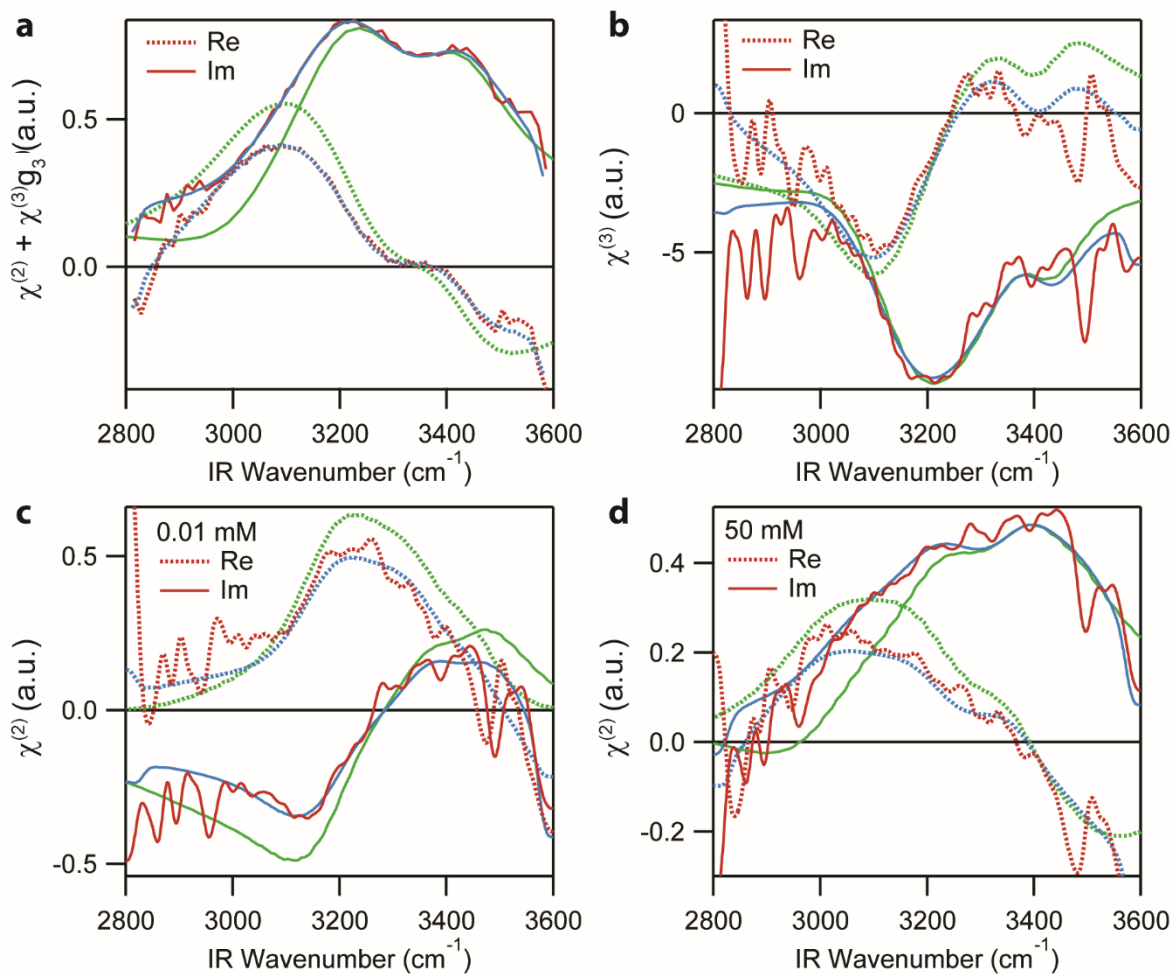 a
Re
Im
χ(2) + χ(3)g3 (a.u.)
0.5
0.0
2800 3000 3200 3400 3600
IR Wavenumber (cm-1)
b
Re
Im
χ(3) (a.u.)
0
-5
2800 3000 3200 3400 3600
IR Wavenumber (cm-1)
c
0.01 mM
Re
Im
χ(2) (a.u.)
0.5
0.0
-0.5
2800 3000 3200 3400 3600
IR Wavenumber (cm-1)
d
50 mM
Re
Im
χ(2) (a.u.)
0.4
0.2
0.0
-0.2
2800 3000 3200 3400 3600
IR Wavenumber (cm-1)